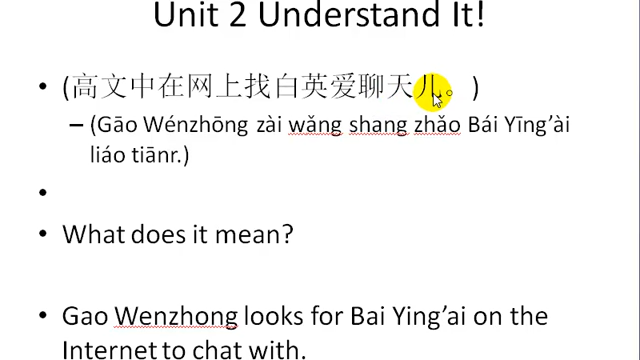 Unit 2 Understand It!
• (高文中在网上找白英爱聊天儿。)
– (Gāo Wénzhōng zài wǎng shang zhǎo Bái Yīng’ài
liáo tiānr.)
•
• What does it mean?
• Gao Wenzhong looks for Bai Ying’ai on the
Internet to chat with.